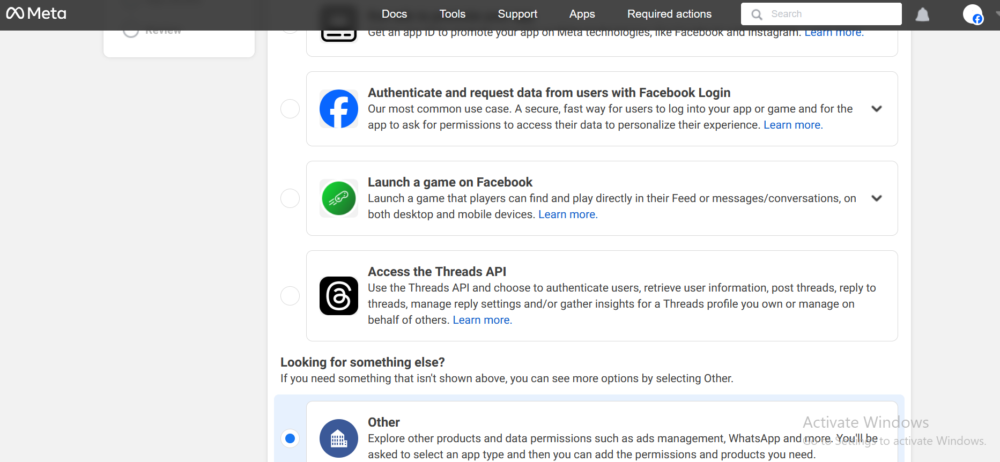 Meta
Docs
Tools
Support
Apps
Required actions
Search
Review
Get an app ID to promote your app on Meta technologies, like Facebook and Instagram. Learn more.
Authenticate and request data from users with Facebook Login
Our most common use case. A secure, fast way for users to log into your app or game and for the
app to ask for permissions to access their data to personalize their experience. Learn more.
Launch a game on Facebook
Launch a game that players can find and play directly in their Feed or messages/conversations, on
both desktop and mobile devices. Learn more.
Access the Threads API
Use the Threads API and choose to authenticate users, retrieve user information, post threads, reply to
threads, manage reply settings and/or gather insights for a Threads profile you own or manage on
behalf of others. Learn more.
Looking for something else?
If you need something that isn't shown above, you can see more options by selecting Other.
Other
Explore other products and data permissions such as ads management, WhatsApp and more. You'll be
asked to select an app type and then you can add the permissions and products you need.
Activate Windows
Go to Settings to activate Windows.